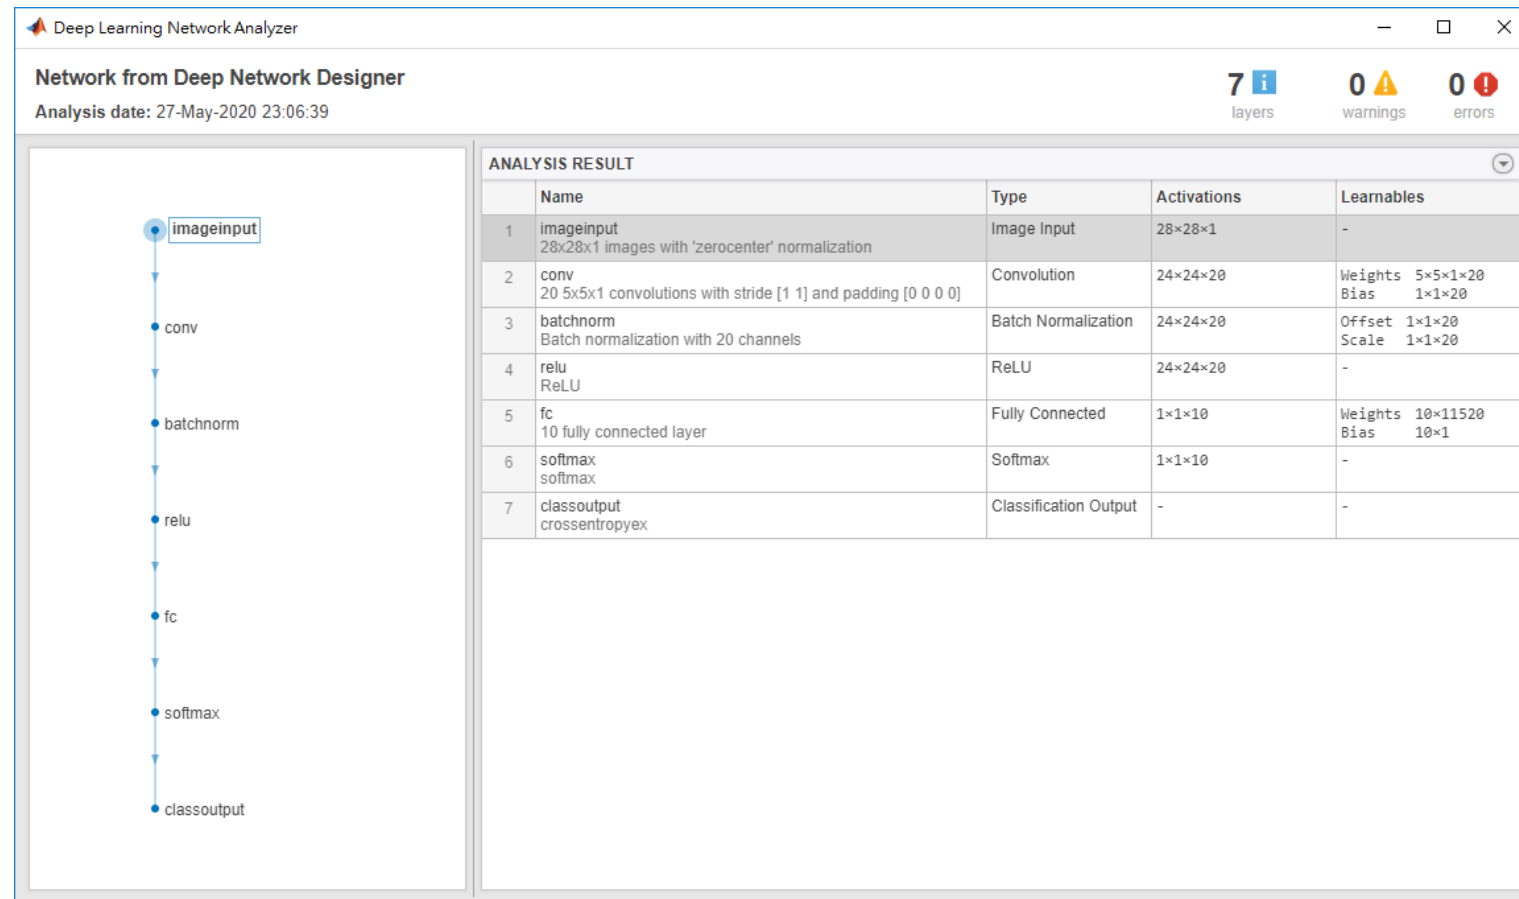 Deep Learning Network Analyzer
Network from Deep Network Designer
Analysis date: 27-May-2020 23:06:39
7 i
layers
0
warnings
0
errors
imageinput
conv
batchnorm
relu
fc
softmax
classoutput
ANALYSIS RESULT
Name Type Activations Learnables
1 imageinput Image Input 28×28×1 -
28x28x1 images with 'zerocenter' normalization
2 conv Convolution 24×24×20 Weights 5×5×1×20
20 5x5x1 convolutions with stride [1 1] and padding [0 0 0 0] Bias 1×1×20
3 batchnorm Batch Normalization 24×24×20 Offset 1×1×20
Batch normalization with 20 channels Scale 1×1×20
4 relu ReLU 24×24×20 -
ReLU
5 fc Fully Connected 1×1×10 Weights 10×11520
10 fully connected layer Bias 10×1
6 softmax Softmax 1×1×10 -
softmax
7 classoutput Classification Output - -
crossentropyex